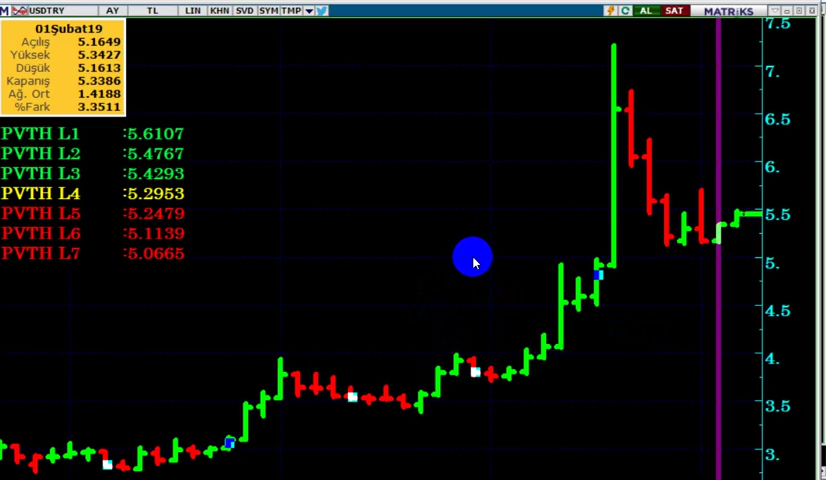 M USDTRY AY TL LIN KHN SVD SYM TMP AL SAT MATRiKS
01Şubat19
Açılış 5.1649
Yüksek 5.3427
Düşük 5.1613
Kapanış 5.3386
Ağ. Ort 1.4188
%Fark 3.3511
PVTH L1 :5.6107
PVTH L2 :5.4767
PVTH L3 :5.4293
PVTH L4 :5.2953
PVTH L5 :5.2479
PVTH L6 :5.1139
PVTH L7 :5.0665
7.5
7.
6.5
6.
5.5
5.
4.5
4.
3.5
3.